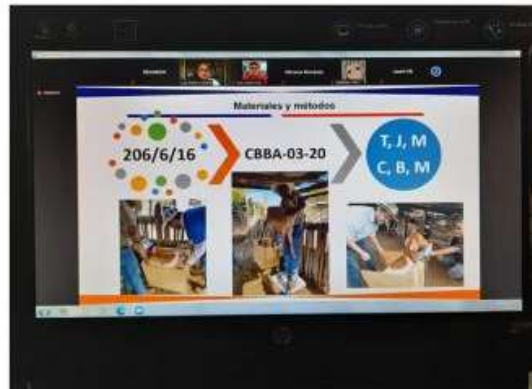 Materiales y métodos
206/6/16
CBBA-03-20
T, J, M
C, B, M